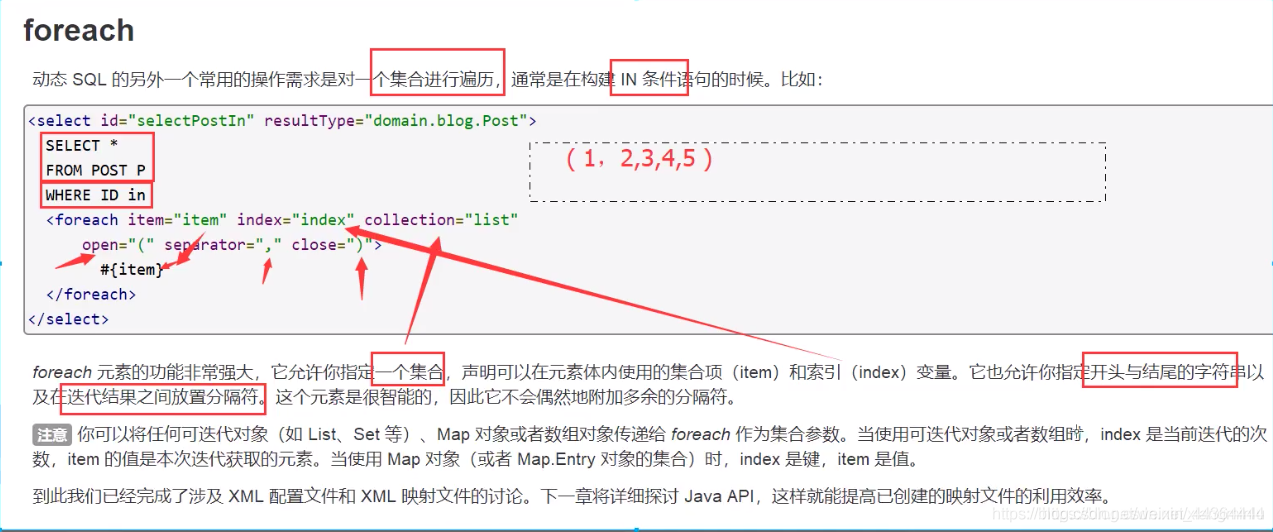 foreach
动态 SQL 的另外一个常用的操作需求是对一个集合进行遍历，通常是在构建 IN 条件语句的时候。比如：
<select id="selectPostIn" resultType="domain.blog.Post">
SELECT *
（1，2,3,4,5）
FROM POST P
WHERE ID in
<foreach item="item" index="index" collection="list"
open="(" separator="," close=")">
#{item}
</foreach>
</select>
foreach 元素的功能非常强大，它允许你指定一个集合，声明可以在元素体内使用的集合项（item）和索引（index）变量。它也允许你指定开头与结尾的字符串以
及在迭代结果之间放置分隔符。这个元素是很智能的，因此它不会偶然地附加多余的分隔符。
注意 你可以将任何可迭代对象（如 List、Set 等）、Map 对象或者数组对象传递给 foreach 作为集合参数。当使用可迭代对象或者数组时，index 是当前迭代的次
数，item 的值是本次迭代获取的元素。当使用 Map 对象（或者 Map.Entry 对象的集合）时，index 是键，item 是值。
到此我们已经完成了涉及 XML 配置文件和 XML 映射文件的讨论。下一章将详细探讨 Java API，这样就能提高已创建的映射文件的利用效率。